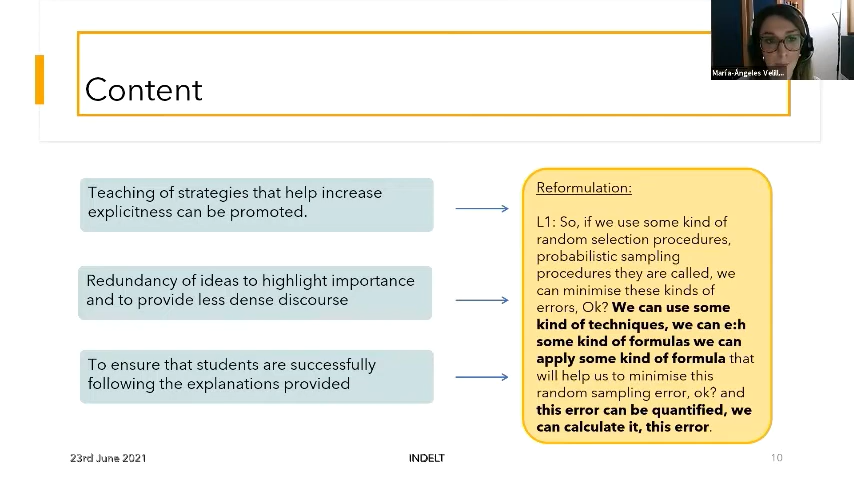 María-Ángeles Velil...
Content
Teaching of strategies that help increase
explicitness can be promoted.
Redundancy of ideas to highlight importance
and to provide less dense discourse
To ensure that students are successfully
following the explanations provided
Reformulation:
L1: So, if we use some kind of
random selection procedures,
probabilistic sampling
procedures they are called, we
can minimise these kinds of
errors, Ok? We can use some
kind of techniques, we can e:h
some kind of formulas we can
apply some kind of formula that
will help us to minimise this
random sampling error, ok? and
this error can be quantified, we
can calculate it, this error.
23rd June 2021
INDELT
10